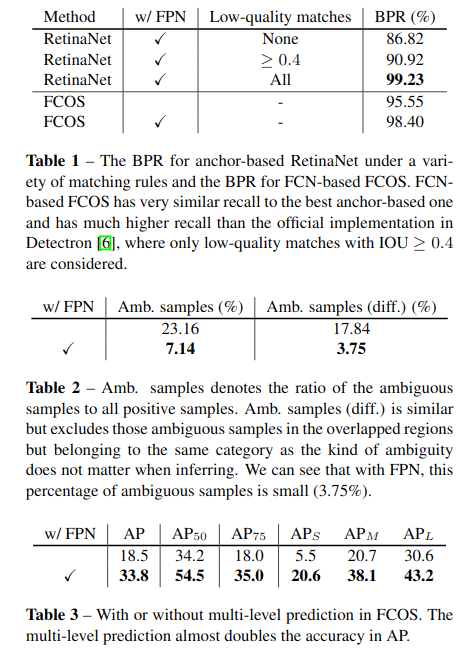 Method w/ FPN Low-quality matches BPR (%)
RetinaNet ✓ None 86.82
RetinaNet ✓ ≥ 0.4 90.92
RetinaNet ✓ All 99.23
FCOS - 95.55
FCOS ✓ - 98.40
Table 1 – The BPR for anchor-based RetinaNet under a vari-
ety of matching rules and the BPR for FCN-based FCOS. FCN-
based FCOS has very similar recall to the best anchor-based one
and has much higher recall than the official implementation in
Detectron [6], where only low-quality matches with IOU ≥ 0.4
are considered.
w/ FPN Amb. samples (%) Amb. samples (diff.) (%)
23.16 17.84
✓ 7.14 3.75
Table 2 – Amb. samples denotes the ratio of the ambiguous
samples to all positive samples. Amb. samples (diff.) is similar
but excludes those ambiguous samples in the overlapped regions
but belonging to the same category as the kind of ambiguity
does not matter when inferring. We can see that with FPN, this
percentage of ambiguous samples is small (3.75%).
w/ FPN AP AP50 AP75 APS APM APL
18.5 34.2 18.0 5.5 20.7 30.6
✓ 33.8 54.5 35.0 20.6 38.1 43.2
Table 3 – With or without multi-level prediction in FCOS. The
multi-level prediction almost doubles the accuracy in AP.